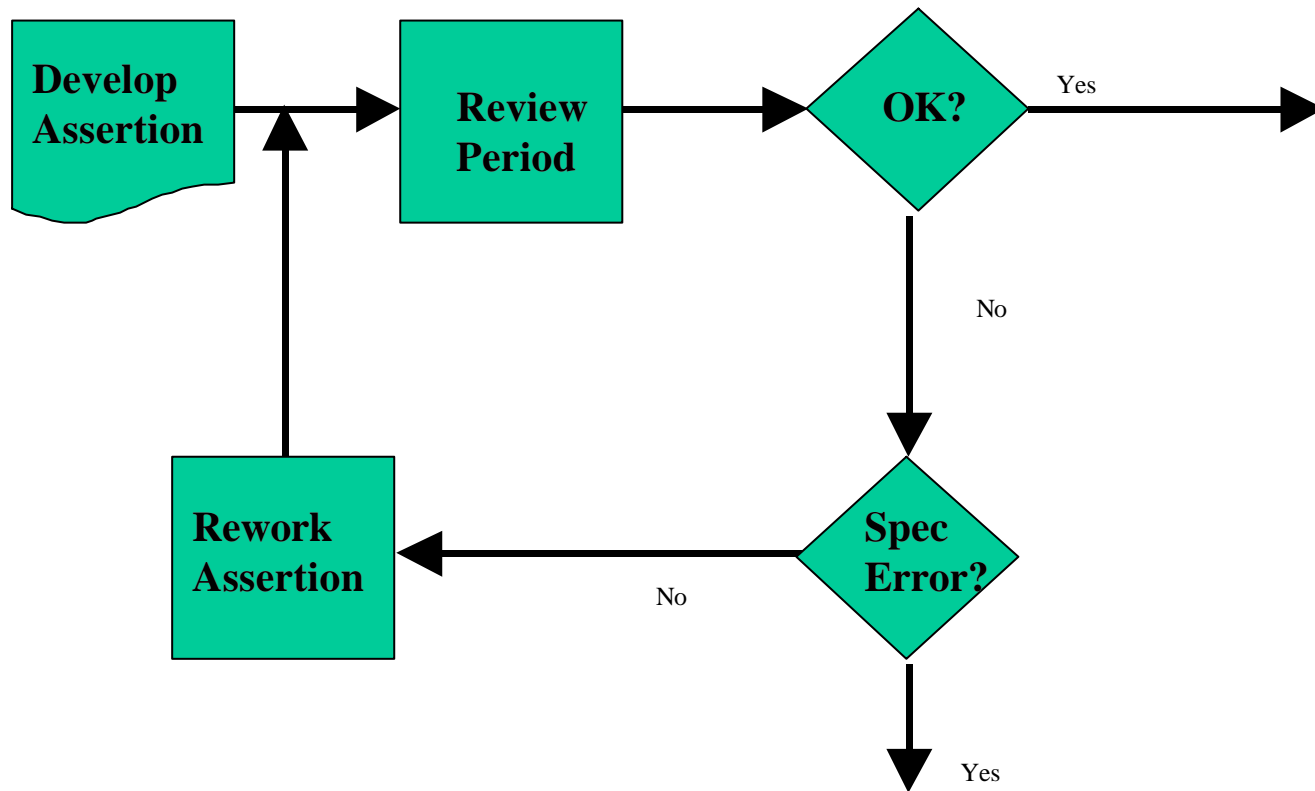 Develop
Assertion
Review
Period
OK?
Yes
No
Rework
Assertion
No
Spec
Error?
Yes